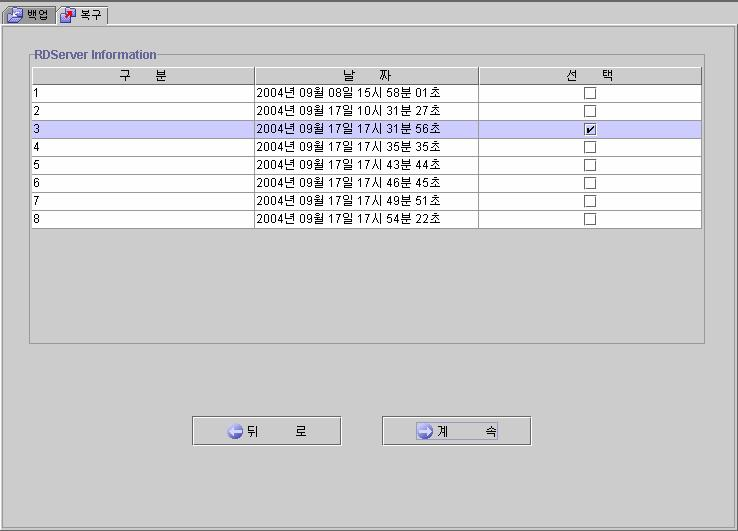 백업 복구
RDServer Information
구 분 날 짜 선 택
1 2004년 09월 08일 15시 58분 01초
2 2004년 09월 17일 10시 31분 27초
3 2004년 09월 17일 17시 31분 56초
4 2004년 09월 17일 17시 35분 35초
5 2004년 09월 17일 17시 43분 44초
6 2004년 09월 17일 17시 46분 45초
7 2004년 09월 17일 17시 49분 51초
8 2004년 09월 17일 17시 54분 22초
뒤 로 계 속